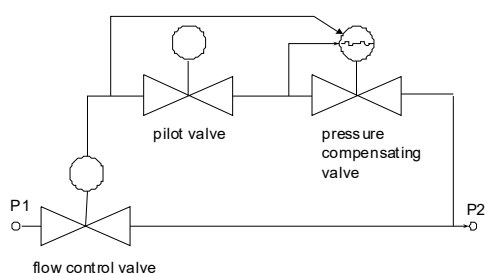 pilot valve
pressure
compensating
valve
P1
P2
flow control valve